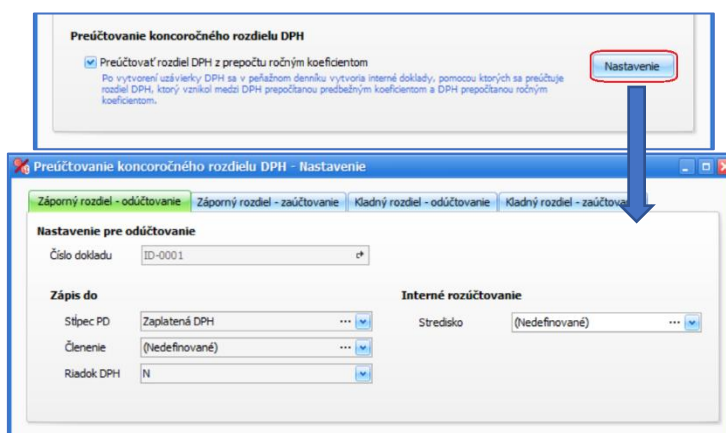 Preúčtovanie koncoročného rozdielu DPH
Preúčtovať rozdiel DPH z prepočtu ročným koeficientom
Po vytvorení uzávierky DPH sa v peňažnom denníku vytvoria interné doklady, pomocou ktorých sa preúčtuje
rozdiel DPH, ktorý vznikol medzi DPH prepočítanou predbežným koeficientom a DPH prepočítanou ročným
koeficientom.
Nastavenie
Preúčtovanie koncoročného rozdielu DPH - Nastavenie
Záporný rozdiel - odúčtovanie
Záporný rozdiel - zaúčtovanie
Kladný rozdiel - odúčtovanie
Kladný rozdiel -
Nastavenie pre odúčtovanie
Číslo dokladu
ID-0001
Zápis do
Stĺpec PD
Zaplatená DPH
Členenie
(Nedefinované)
Riadok DPH
N
Interné rozúčtovanie
Stredisko
(Nedefinované)